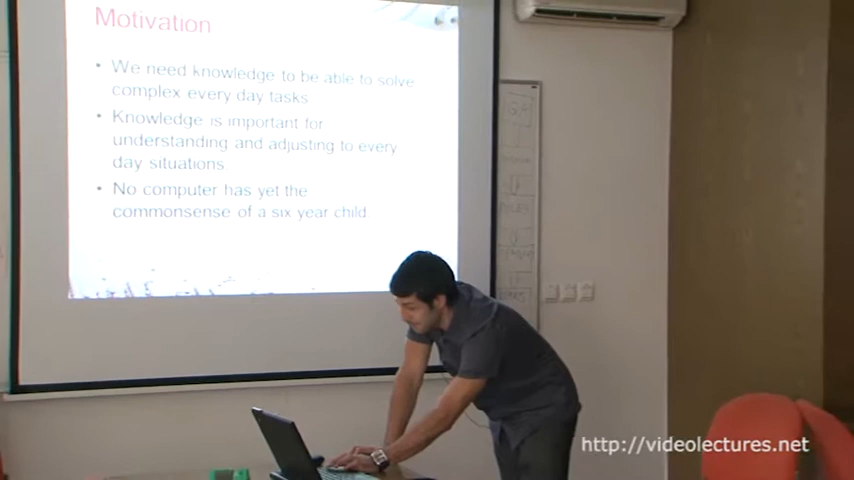 Motivation
• We need knowledge to be able to solve
complex every day tasks
• Knowledge is important for
understanding and adjusting to every
day situations
• No computer has yet the
commonsense of a six year child
http://videolectures.net